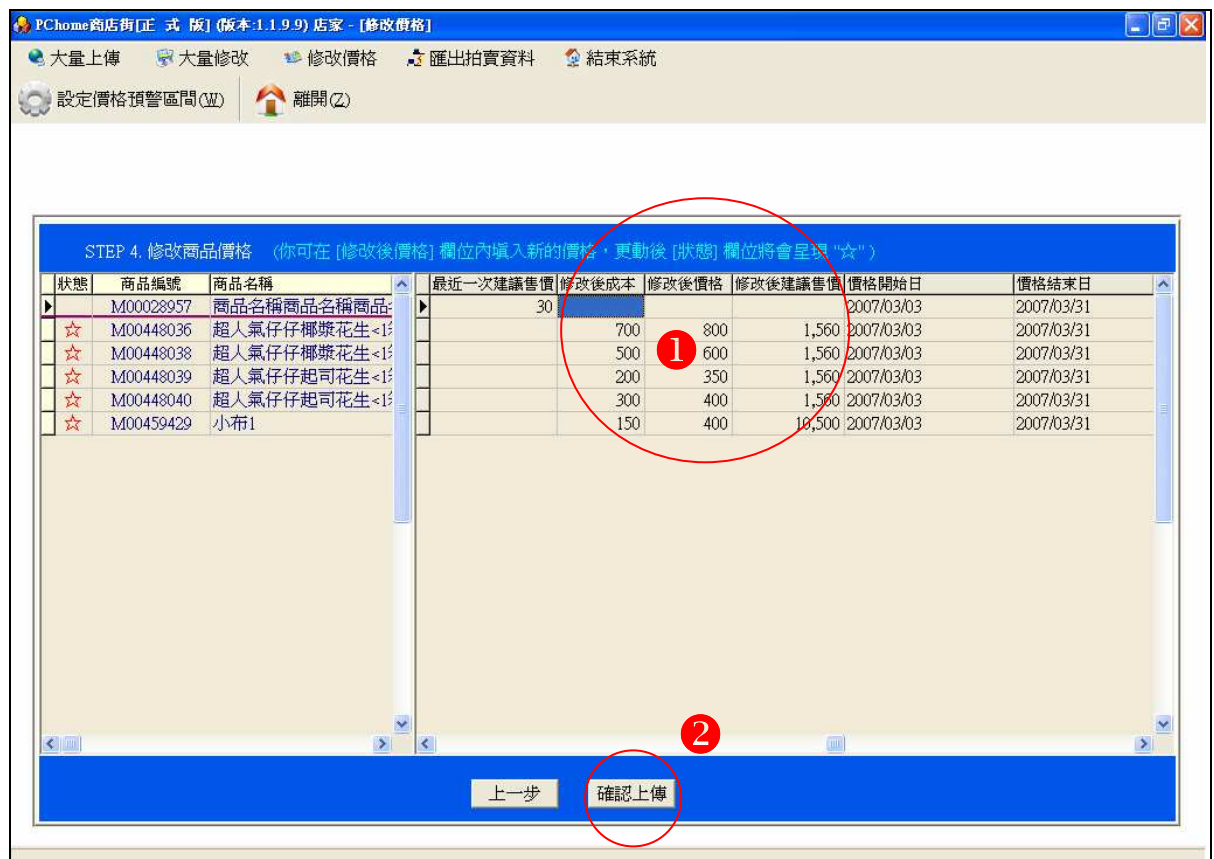 PChome商店街[正 式 版] (版本:1.1.9.9) 店家 - [修改價格]
大量上傳 大量修改 修改價格 匯出拍賣資料 結束系統
設定價格預警區間(W) 離開(Z)
STEP 4. 修改商品價格 (你可在 [修改後價格] 欄位內填入新的價格，更動後 [狀態] 欄位將會呈現 "☆" )
狀態 商品編號 商品名稱 最近一次建議售價 修改後成本 修改後價格 修改後建議售價 價格開始日 價格結束日
M00028957 商品名稱商品名稱商品 30 2007/03/03 2007/03/31
☆ M00448036 超人氣仔仔椰漿花生<1 700 800 1,560 2007/03/03 2007/03/31
☆ M00448038 超人氣仔仔椰漿花生<1 500 600 1,560 2007/03/03 2007/03/31
☆ M00448039 超人氣仔仔起司花生<1 200 350 1,560 2007/03/03 2007/03/31
☆ M00448040 超人氣仔仔起司花生<1 300 400 1,560 2007/03/03 2007/03/31
☆ M00459429 小布1 150 400 10,500 2007/03/03 2007/03/31
1
2
上一步 確認上傳